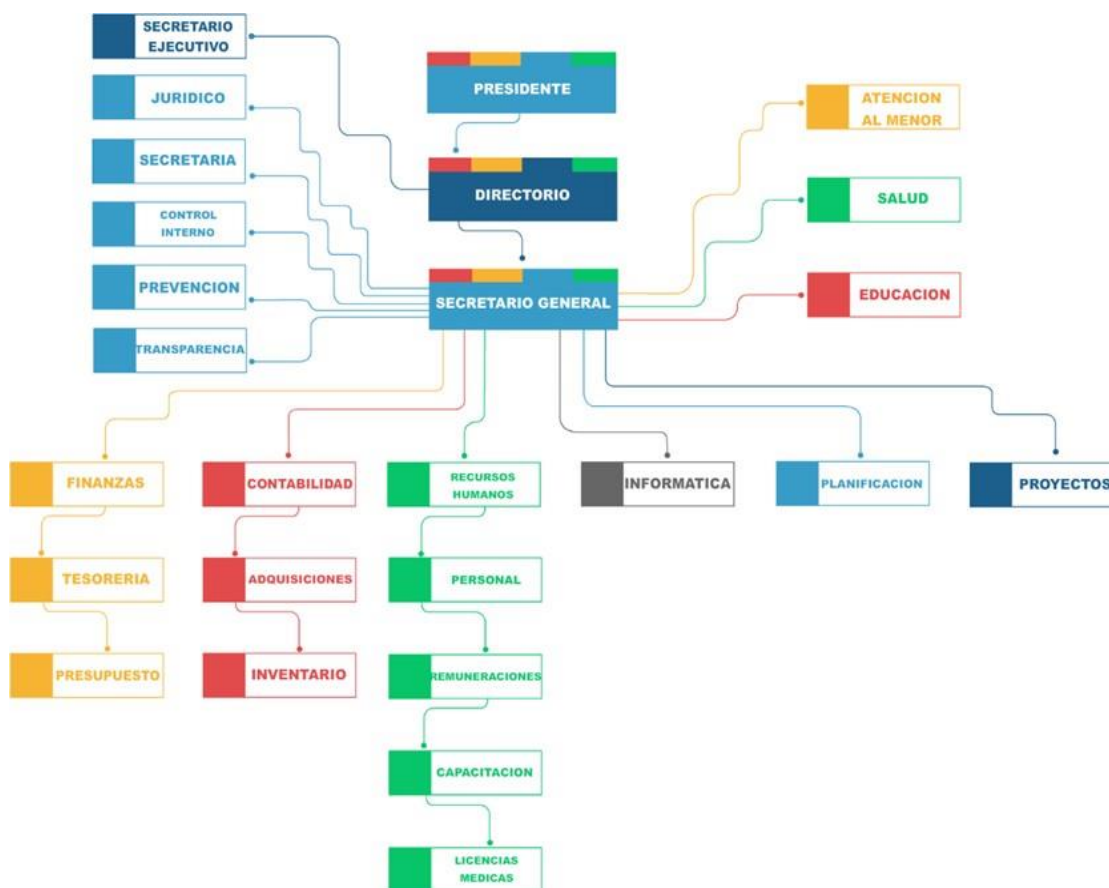 SECRETARIO
EJECUTIVO
JURIDICO
SECRETARIA
CONTROL
INTERNO
PREVENCION
TRANSPARENCIA
PRESIDENTE
DIRECTORIO
SECRETARIO GENERAL
ATENCION
AL MENOR
SALUD
EDUCACION
FINANZAS
CONTABILIDAD
RECURSOS
HUMANOS
INFORMATICA
PLANIFICACION
PROYECTOS
TESORERIA
ADQUISICIONES
PERSONAL
PRESUPUESTO
INVENTARIO
REMUNERACIONES
CAPACITACION
LICENCIAS
MEDICAS